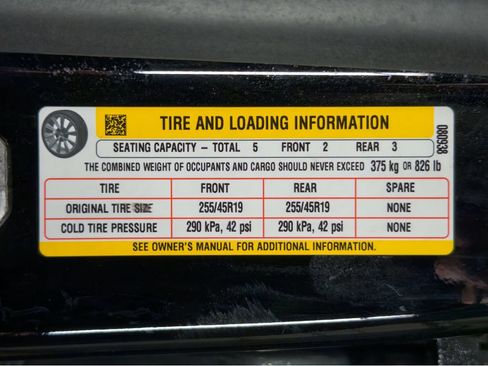 TIRE AND LOADING INFORMATION
SEATING CAPACITY – TOTAL 5 FRONT 2 REAR 3
THE COMBINED WEIGHT OF OCCUPANTS AND CARGO SHOULD NEVER EXCEED 375 kg OR 826 lb
TIRE FRONT REAR SPARE
ORIGINAL TIRE SIZE 255/45R19 255/45R19 NONE
COLD TIRE PRESSURE 290 kPa, 42 psi 290 kPa, 42 psi NONE
SEE OWNER'S MANUAL FOR ADDITIONAL INFORMATION.